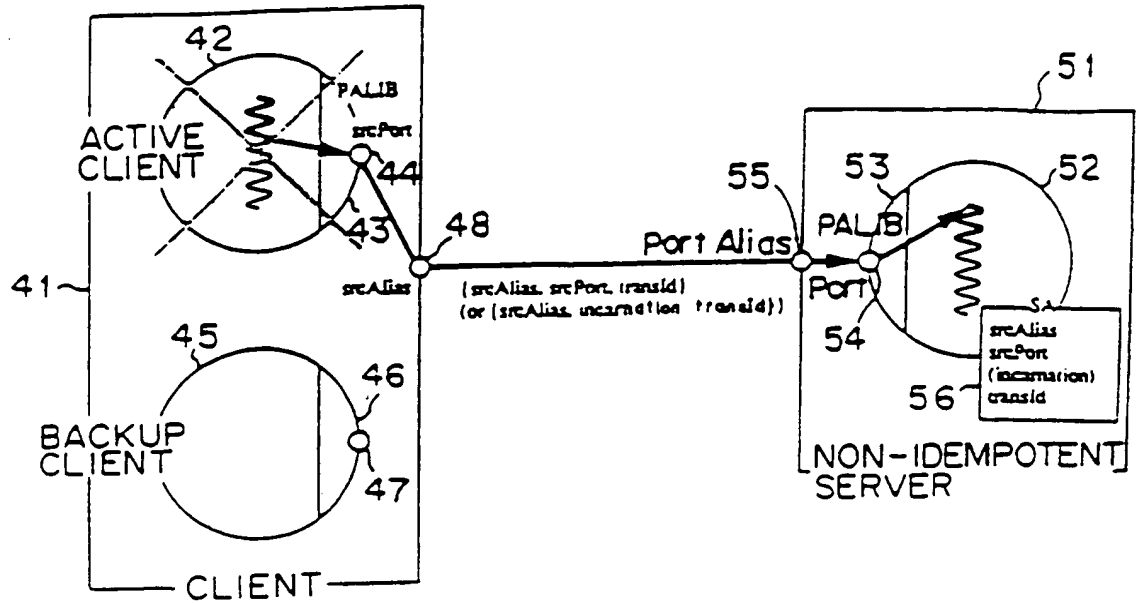 42
PALIB
srcPort
ACTIVE
CLIENT
44
43
48
srcAlias
41
45
46
BACKUP
CLIENT
47
CLIENT
(srcAlias, srcPort, transId)
(or (srcAlias, incarnation transId))
51
52
53
55
PALIB
Port Alias
Port
54
SA
srcAlias
srcPort
(incarnation)
transId
56
NON-IDEMPOTENT
SERVER